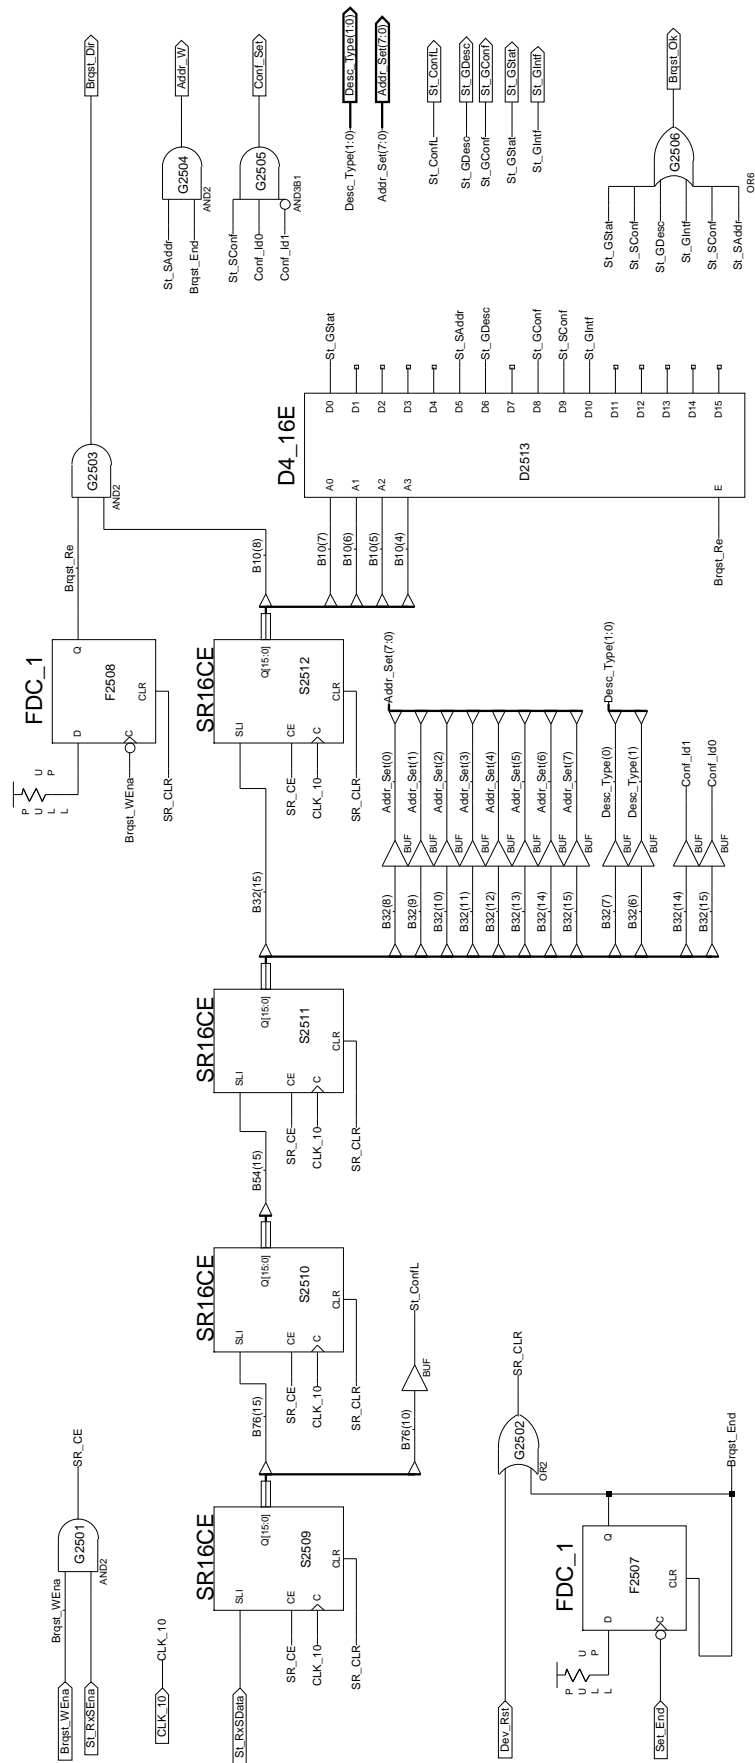 Brqst_WEna
St_RxSEna
Brqst_WEna
G2501
AND2
SR_CE
CLK_10
CLK_10
St_RxSData
SR16CE
SLI
Q[15:0]
CE
C
S2509
CLR
SR_CE
CLK_10
SR_CLR
B76(15)
B76(10)
BUF
St_ConfL
SR16CE
SLI
Q[15:0]
CE
C
S2510
CLR
SR_CE
CLK_10
SR_CLR
B54(15)
SR16CE
SLI
Q[15:0]
CE
C
S2511
CLR
SR_CE
CLK_10
SR_CLR
B32(15)
SR16CE
SLI
Q[15:0]
CE
C
S2512
CLR
SR_CE
CLK_10
SR_CLR
PULL
UP
FDC_1
D
Q
C
F2508
CLR
Brqst_WEna
SR_CLR
Brqst_Re
B10(8)
G2503
AND2
Brqst_Dir
St_SAddr
Brqst_End
G2504
AND2
Addr_W
St_SConf
Conf_Id0
Conf_Id1
G2505
AND3B1
Conf_Set
Desc_Type(1:0)
Desc_Type(1:0)
Addr_Set(7:0)
Addr_Set(7:0)
St_ConfL
St_ConfL
St_GDesc
St_GDesc
St_GConf
St_GConf
St_GStat
St_GStat
St_GIntf
St_GIntf
D4_16E
B10(7)
A0
D0
St_GStat
B10(6)
A1
D1
B10(5)
A2
D2
B10(4)
A3
D3
D4
D5
St_SAddr
D6
St_GDesc
D7
D2513
D8
St_GConf
D9
St_SConf
D10
St_GIntf
D11
D12
D13
D14
Brqst_Re
E
D15
B32(8)
BUF
Addr_Set(0)
Addr_Set(7:0)
B32(9)
BUF
Addr_Set(1)
B32(10)
BUF
Addr_Set(2)
B32(11)
BUF
Addr_Set(3)
B32(12)
BUF
Addr_Set(4)
B32(13)
BUF
Addr_Set(5)
B32(14)
BUF
Addr_Set(6)
B32(15)
BUF
Addr_Set(7)
B32(7)
BUF
Desc_Type(0)
Desc_Type(1:0)
B32(6)
BUF
Desc_Type(1)
B32(14)
BUF
Conf_Id1
B32(15)
BUF
Conf_Id0
Dev_Rst
G2502
OR2
SR_CLR
PULL
UP
FDC_1
D
Q
C
F2507
CLR
Set_End
Brqst_End
St_GStat
St_SConf
St_GDesc
St_GIntf
St_SConf
St_SAddr
G2506
OR6
Brqst_Ok